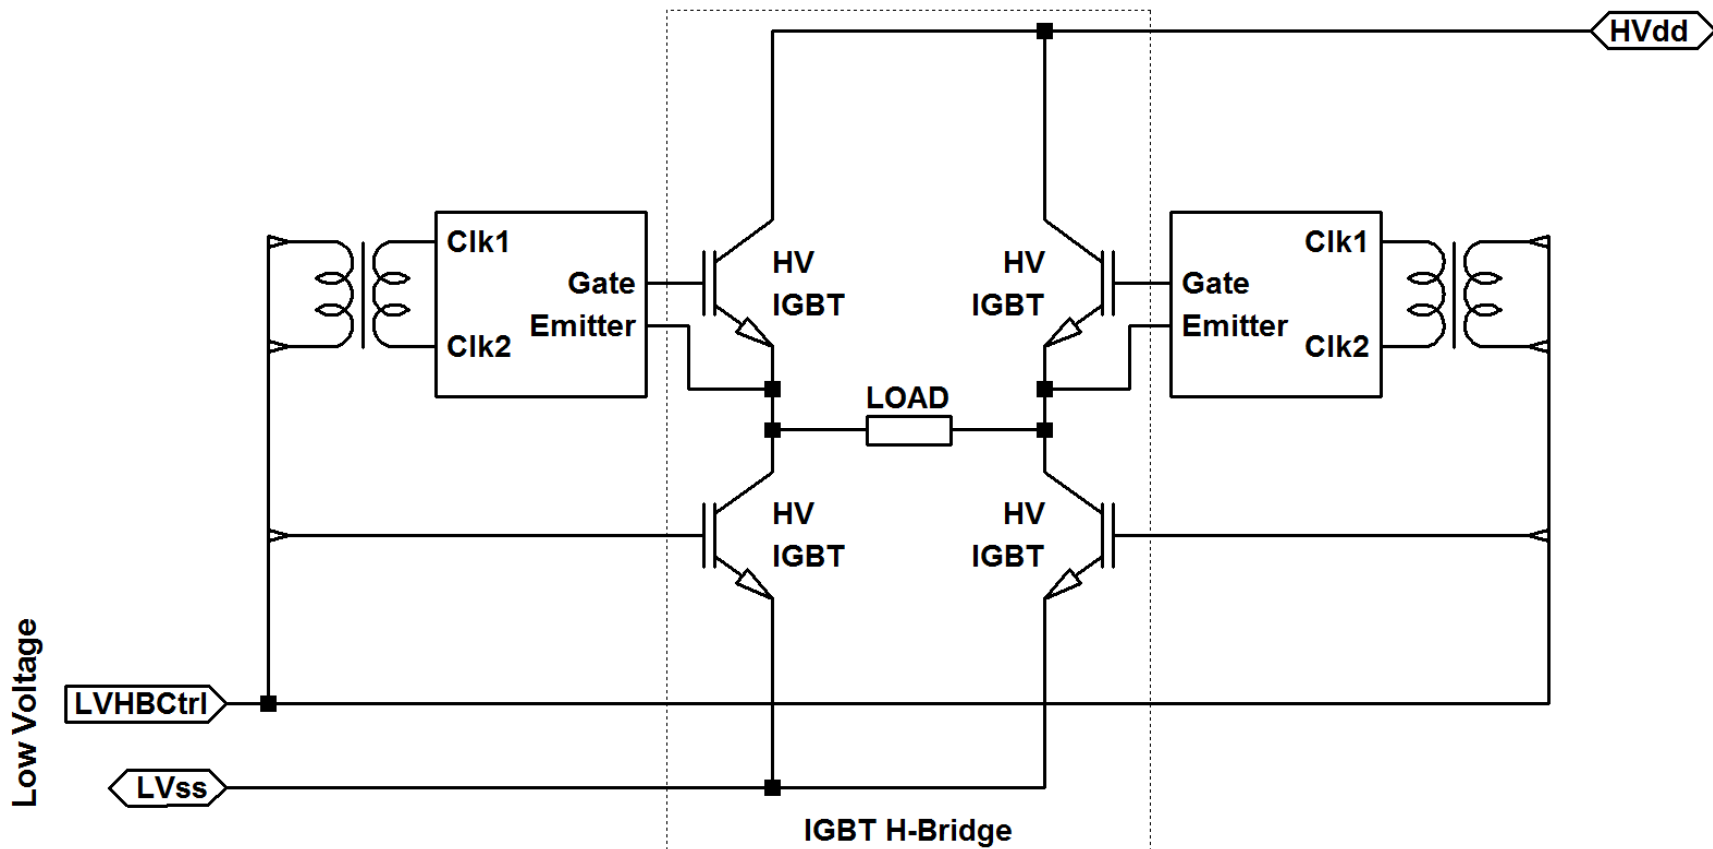 HVdd
Clk1
HV
HV
Clk1
Gate
IGBT
IGBT
Gate
Emitter
Emitter
Clk2
Clk2
LOAD
HV
HV
IGBT
IGBT
Low Voltage
LVHBCtrl
LVss
IGBT H-Bridge